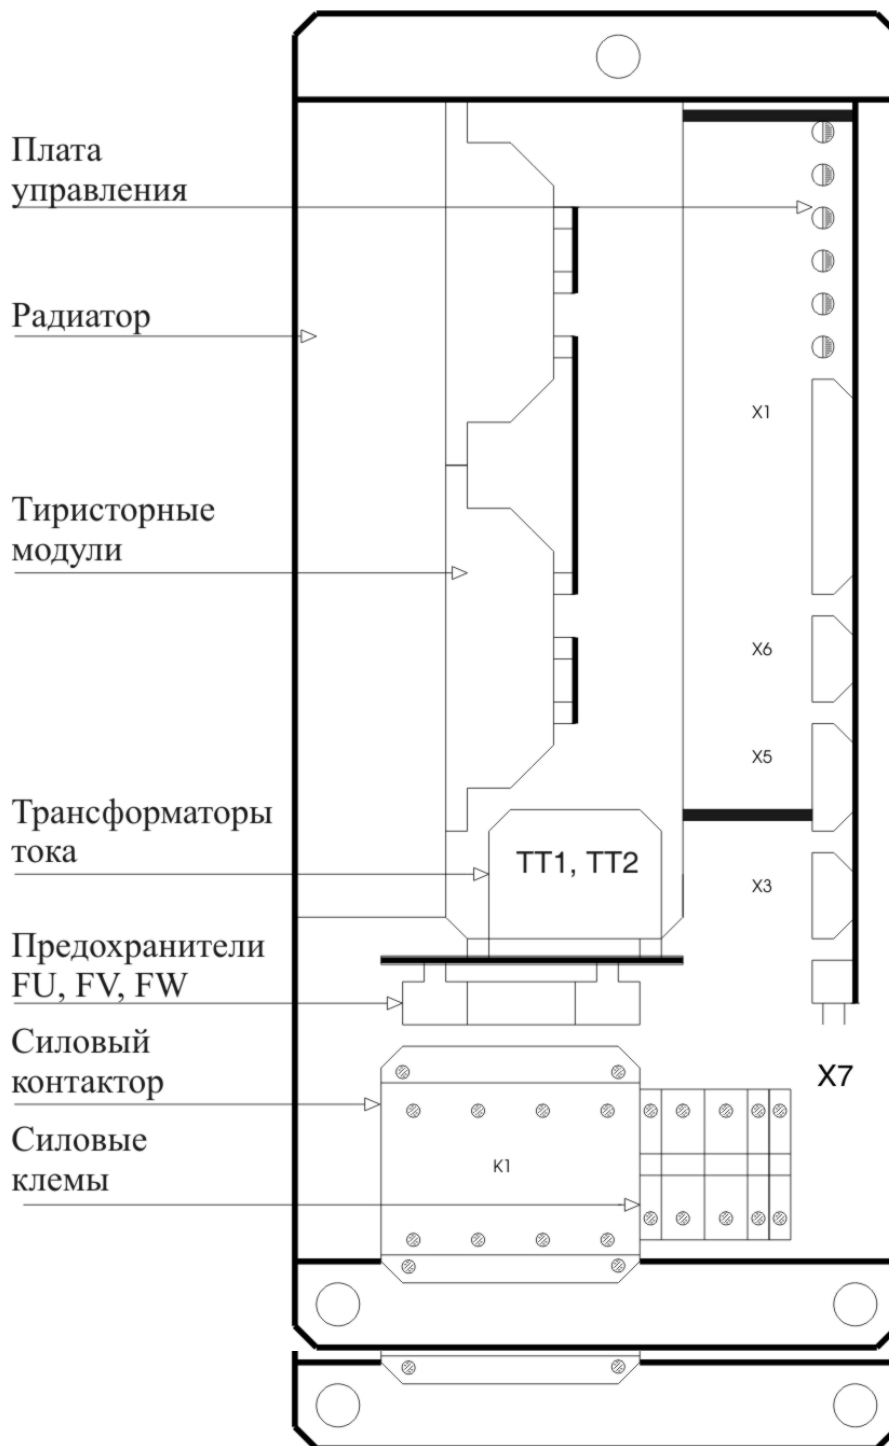 Плата
управления
Радиатор
X1
Тиристорные
модули
X6
X5
Трансформаторы
тока
TT1, TT2
X3
Предохранители
FU, FV, FW
Силовый
контактор
X7
Силовые
клемы
K1